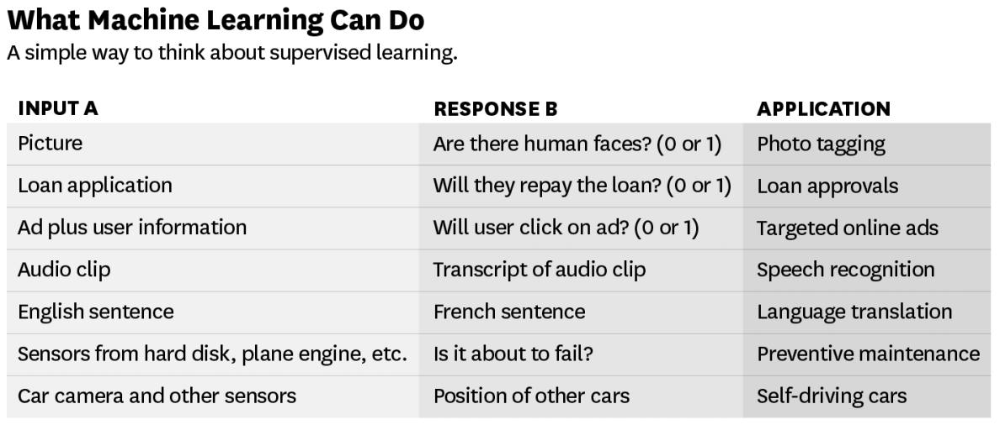 What Machine Learning Can Do
A simple way to think about supervised learning.
INPUT A RESPONSE B APPLICATION
Picture Are there human faces? (0 or 1) Photo tagging
Loan application Will they repay the loan? (0 or 1) Loan approvals
Ad plus user information Will user click on ad? (0 or 1) Targeted online ads
Audio clip Transcript of audio clip Speech recognition
English sentence French sentence Language translation
Sensors from hard disk, plane engine, etc. Is it about to fail? Preventive maintenance
Car camera and other sensors Position of other cars Self-driving cars